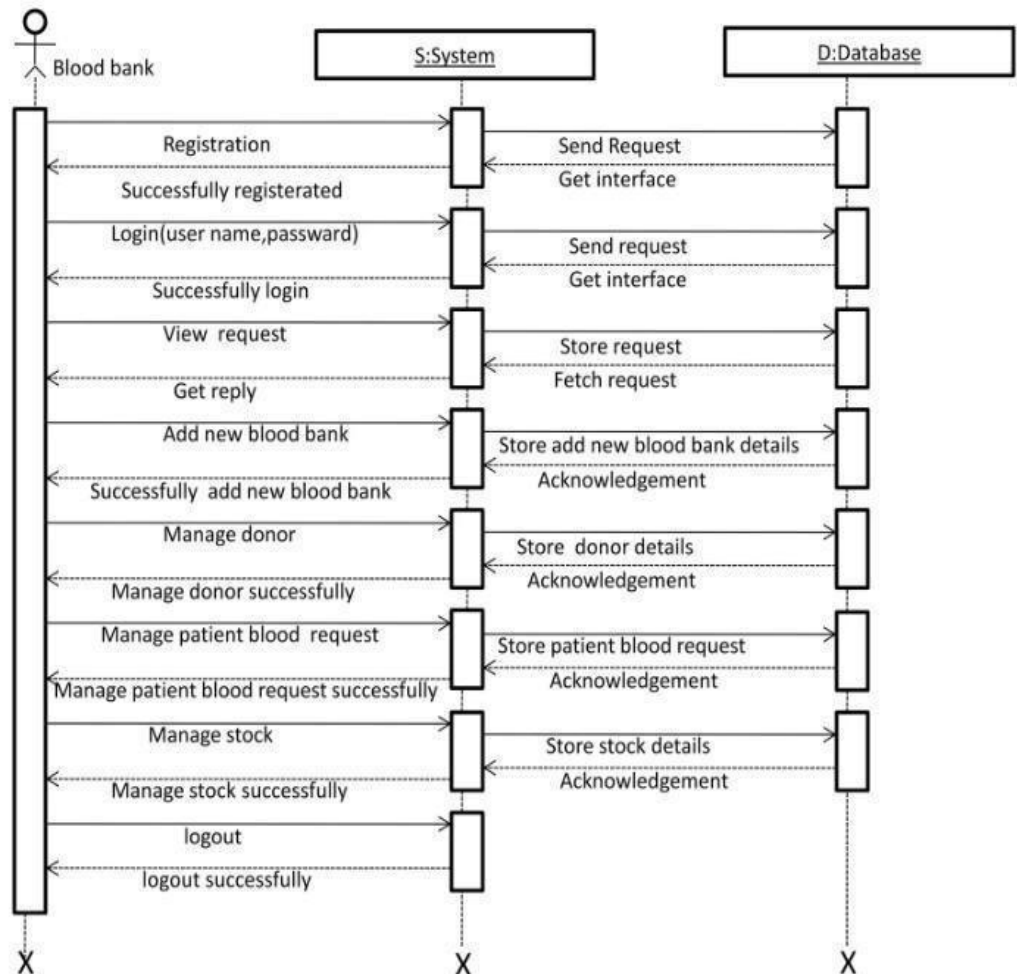 Blood bank
S:System
D:Database
Registration
Send Request
Get interface
Successfully registerated
Login(user name,passward)
Send request
Get interface
Successfully login
View request
Store request
Fetch request
Get reply
Add new blood bank
Store add new blood bank details
Acknowledgement
Successfully add new blood bank
Manage donor
Store donor details
Acknowledgement
Manage donor successfully
Manage patient blood request
Store patient blood request
Acknowledgement
Manage patient blood request successfully
Manage stock
Store stock details
Acknowledgement
Manage stock successfully
logout
logout successfully
X
X
X